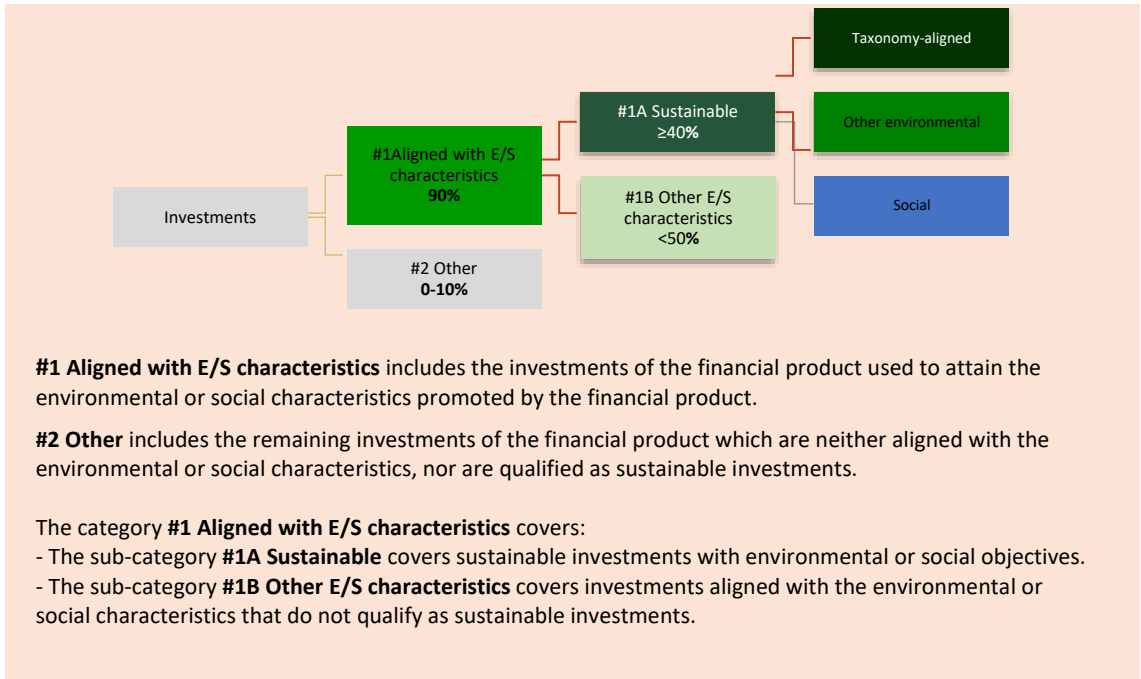 Taxonomy-aligned
#1A Sustainable
≥40%
Other environmental
#1Aligned with E/S
characteristics
90%
#1B Other E/S
characteristics
<50%
Social
Investments
#2 Other
0-10%
#1 Aligned with E/S characteristics includes the investments of the financial product used to attain the
environmental or social characteristics promoted by the financial product.
#2 Other includes the remaining investments of the financial product which are neither aligned with the
environmental or social characteristics, nor are qualified as sustainable investments.
The category #1 Aligned with E/S characteristics covers:
- The sub-category #1A Sustainable covers sustainable investments with environmental or social objectives.
- The sub-category #1B Other E/S characteristics covers investments aligned with the environmental or
social characteristics that do not qualify as sustainable investments.